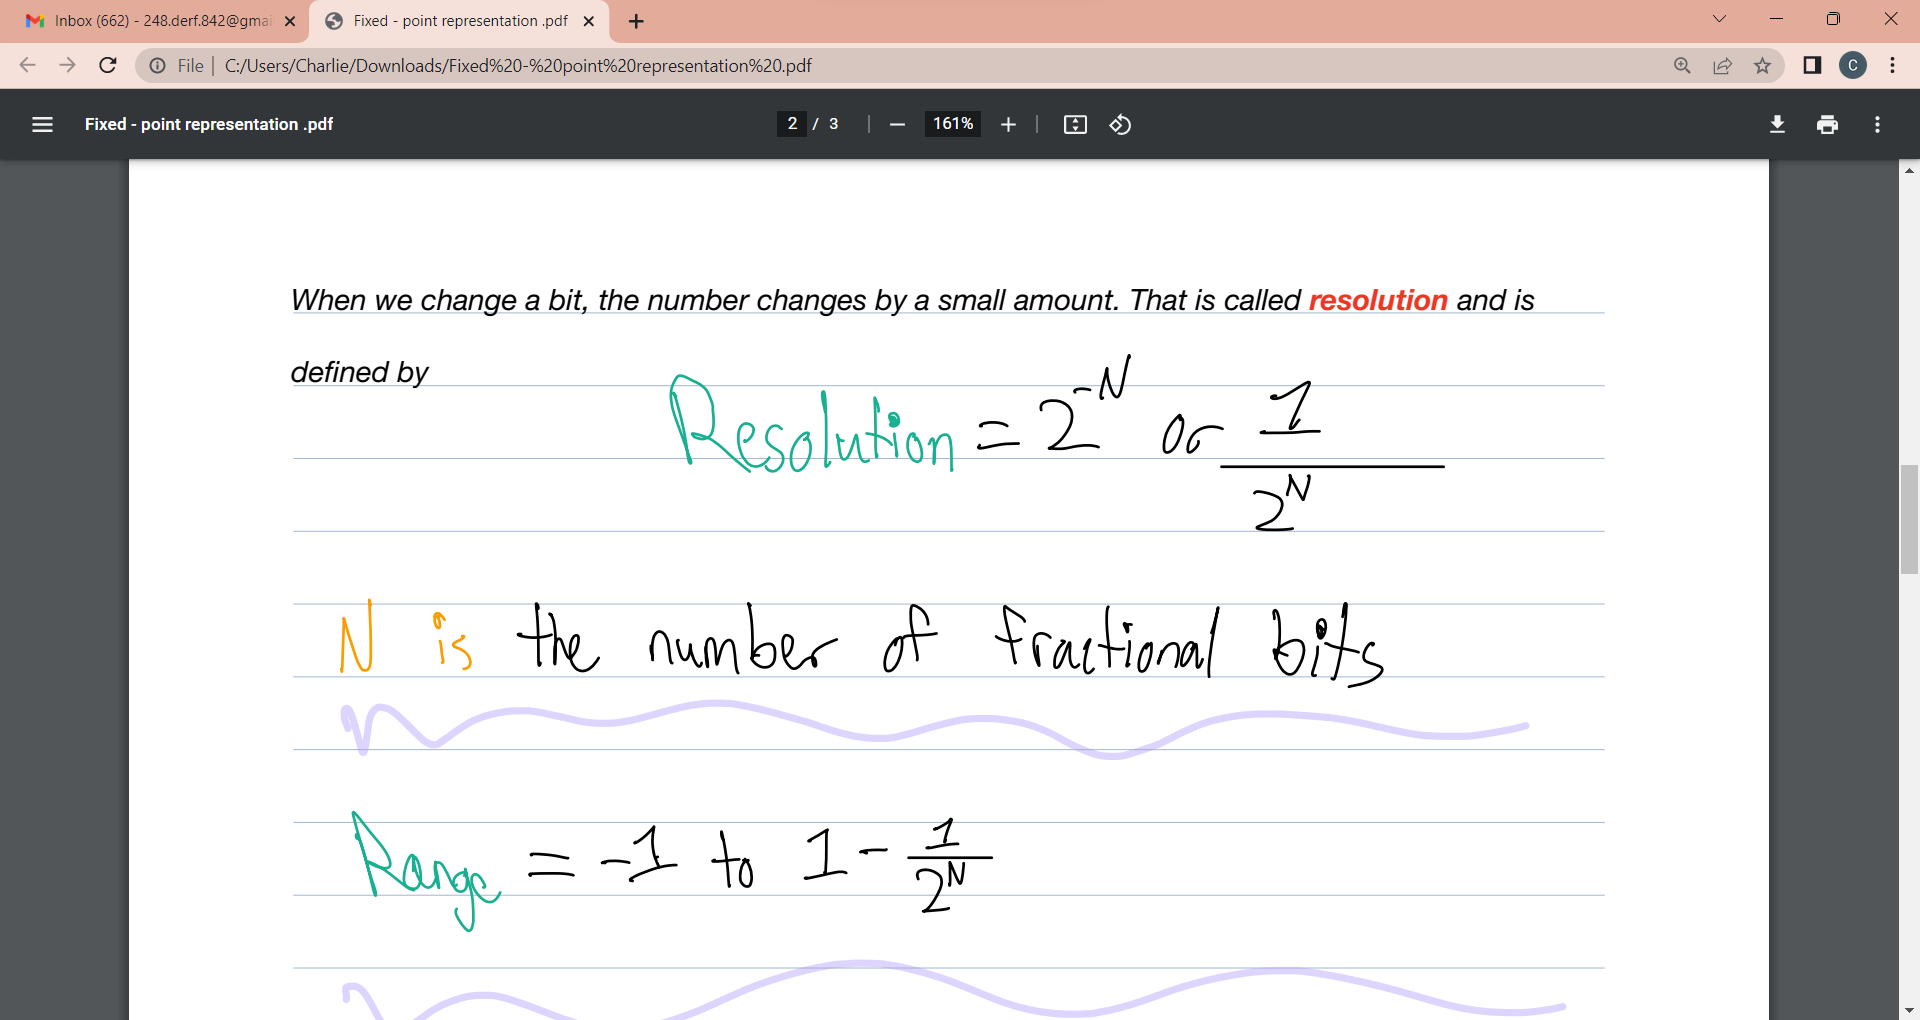 Inbox (662) - 248.derf.842@gmai
Fixed - point representation .pdf
File | C:/Users/Charlie/Downloads/Fixed%20-%20point%20representation%20.pdf
C
Fixed - point representation .pdf
2 / 3
161%
When we change a bit, the number changes by a small amount. That is called resolution and is
defined by
Resolution = 2^-N or 1/2^N
N is the number of fractional bits
Range = -1 to 1 - 1/2^N